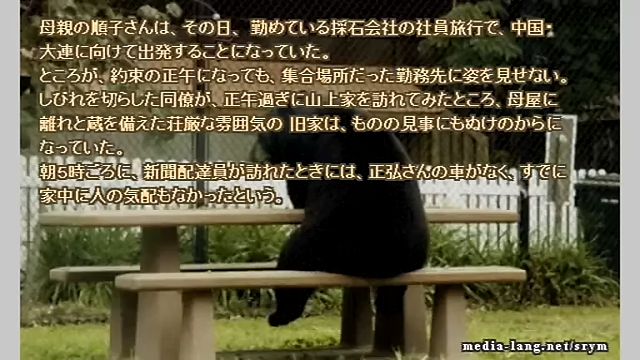 母親の順子さんは、その日、勤めている採石会社の社員旅行で、中国・
大連に向けて出発することになっていた。
ところが、約束の正午になっても、集合場所だった勤務先に姿を見せない。
しびれを切らした同僚が、正午過ぎに山上家を訪れてみたところ、母屋に
離れと蔵を備えた荘厳な雰囲気の 旧家は、ものの見事にもぬけのからに
なっていた。
朝5時ごろに、新聞配達員が訪れたときには、正弘さんの車がなく、すでに
家中に人の気配もなかったという。
media-lang.net/srym